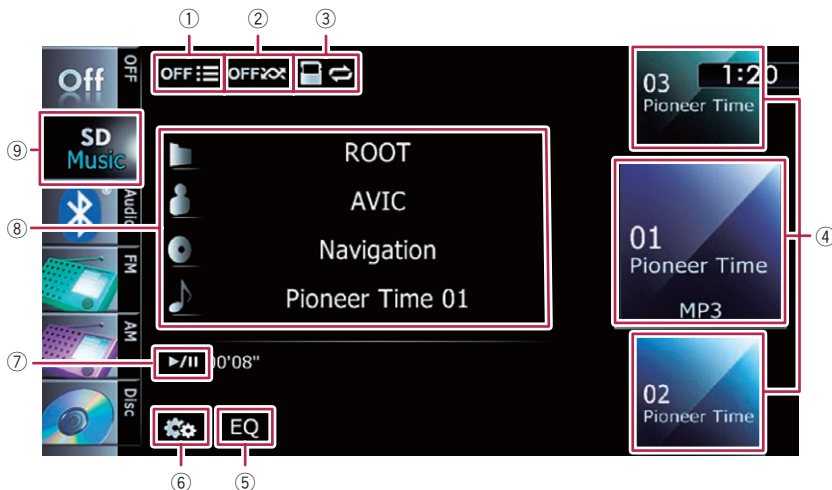 ① ② ③
Off OFF
OFF OFF
03 1:20
Pioneer Time
⑨ SD
Music
ROOT
Audio
AVIC
⑧
④
01
Pioneer Time
MP3
FM
Navigation
Pioneer Time 01
AM
⑦ ►/II 00'08"
Disc
02
Pioneer Time
EQ
⑥ ⑤